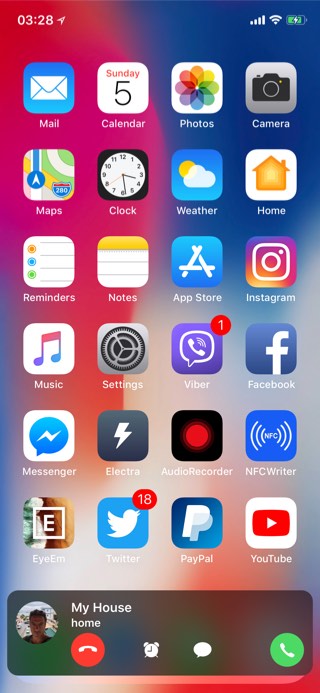 03:28
Sunday
5
Mail
Calendar
Photos
Camera
280
Maps
Clock
Weather
Home
Reminders
Notes
App Store
Instagram
1
Music
Settings
Viber
Facebook
NFC
Messenger
Electra
AudioRecorder
NFCWriter
E
18
EyeEm
Twitter
PayPal
YouTube
My House
home